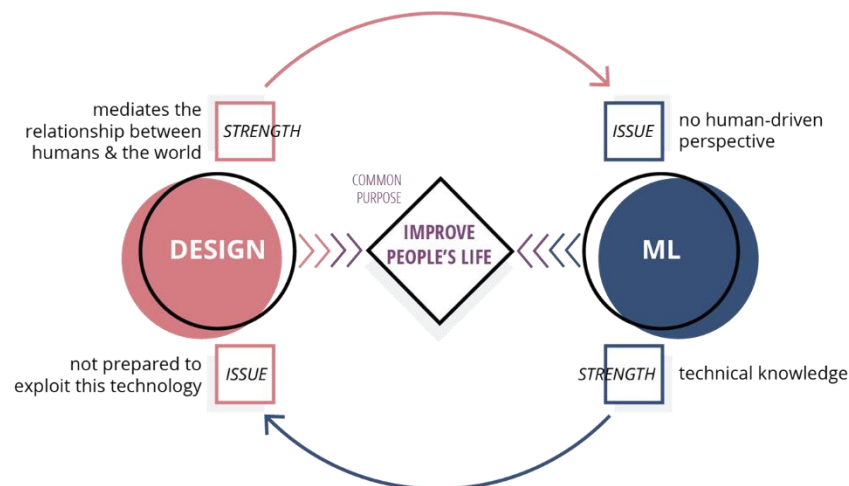 mediates the
relationship between
humans & the world
STRENGTH
ISSUE
no human-driven
perspective
COMMON
PURPOSE
DESIGN
IMPROVE
PEOPLE'S LIFE
ML
not prepared to
exploit this technology
ISSUE
STRENGTH
technical knowledge